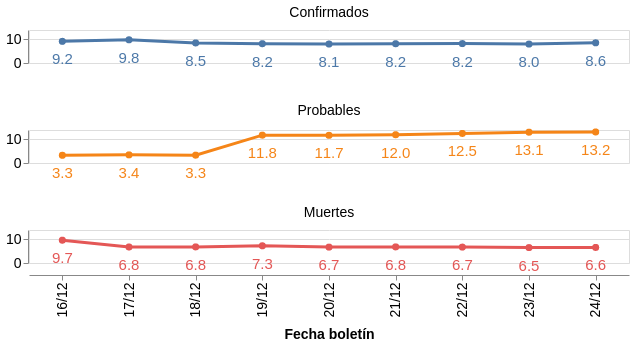 Confirmados
10
0
9.2 9.8 8.5 8.2 8.1 8.2 8.2 8.0 8.6
Probables
10
0
3.3 3.4 3.3 11.8 11.7 12.0 12.5 13.1 13.2
Muertes
10
0
9.7 6.8 6.8 7.3 6.7 6.8 6.7 6.5 6.6
16/12 17/12 18/12 19/12 20/12 21/12 22/12 23/12 24/12
Fecha boletín